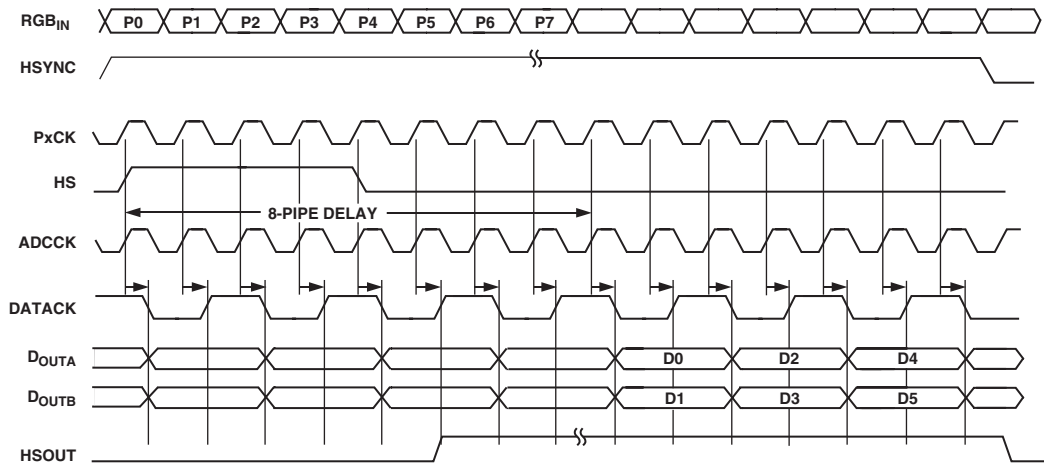 RGBIN P0 P1 P2 P3 P4 P5 P6 P7
HSYNC
PxCK
HS
8-PIPE DELAY
ADCCK
DATACK
DOUTA D0 D2 D4
DOUTB D1 D3 D5
HSOUT